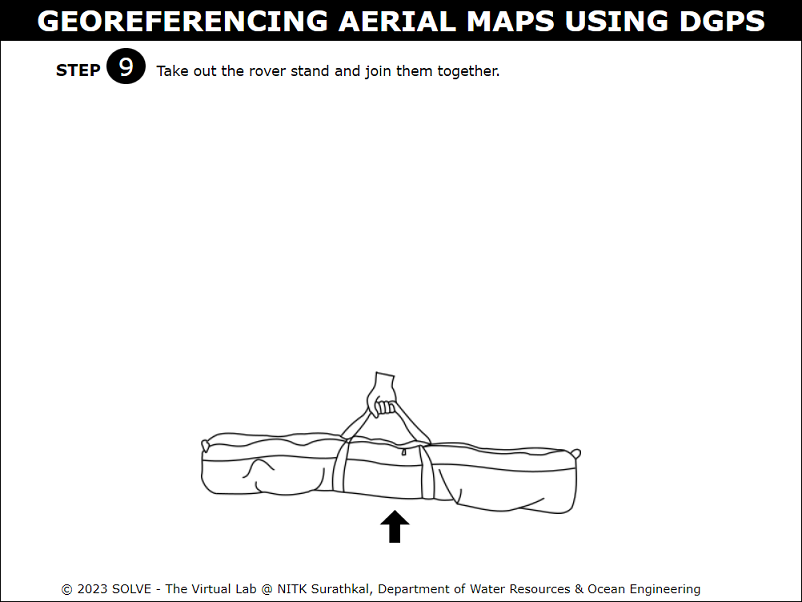 GEOREFERENCING AERIAL MAPS USING DGPS
STEP 9 Take out the rover stand and join them together.
© 2023 SOLVE - The Virtual Lab @ NITK Surathkal, Department of Water Resources & Ocean Engineering